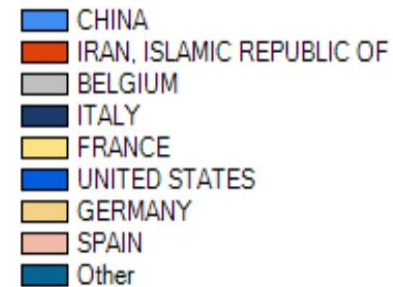 CHINA
IRAN, ISLAMIC REPUBLIC OF
BELGIUM
ITALY
FRANCE
UNITED STATES
GERMANY
SPAIN
Other